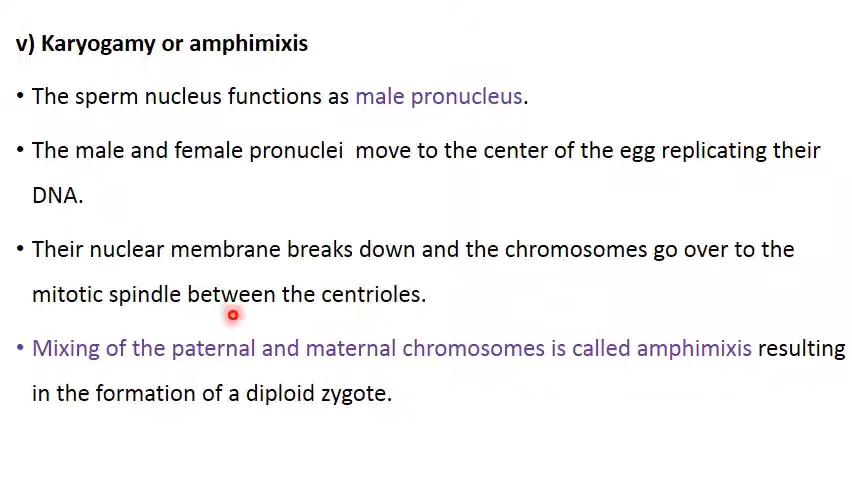 v) Karyogamy or amphimixis
• The sperm nucleus functions as male pronucleus.
• The male and female pronuclei move to the center of the egg replicating their
DNA.
• Their nuclear membrane breaks down and the chromosomes go over to the
mitotic spindle between the centrioles.
• Mixing of the paternal and maternal chromosomes is called amphimixis resulting
in the formation of a diploid zygote.